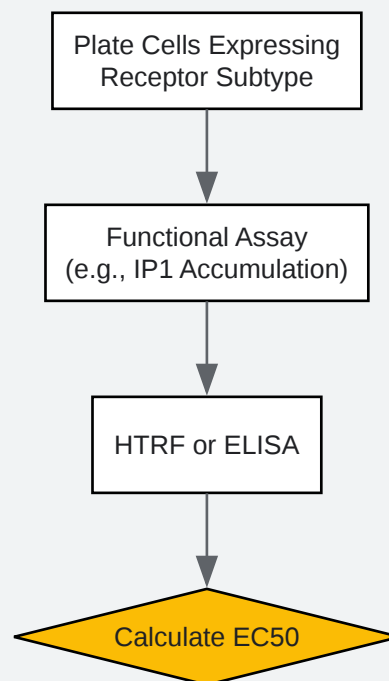 Plate Cells Expressing
Receptor Subtype
Functional Assay
(e.g., IP1 Accumulation)
HTRF or ELISA
Calculate EC50